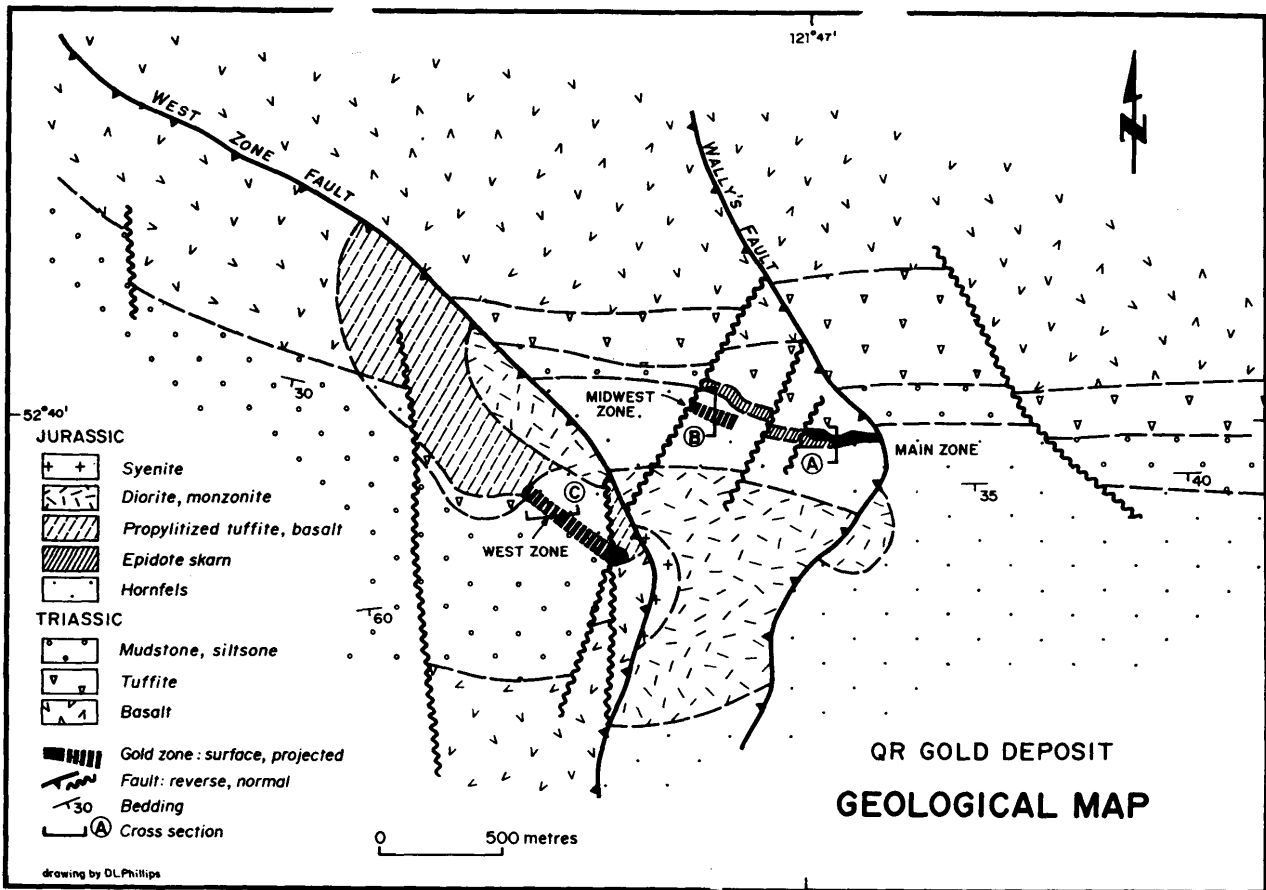 121°47'
N
WEST ZONE FAULT
WALLY'S FAULT
30
52°40'
MIDWEST
ZONE.
B
A
MAIN ZONE
40
35
C
WEST ZONE
60
JURASSIC
Syenite
Diorite, monzonite
Propylitized tuffite, basalt
Epidote skarn
Hornfels
TRIASSIC
Mudstone, siltsone
Tuffite
Basalt
Gold zone : surface, projected
Fault : reverse, normal
30 Bedding
A Cross section
0 500 metres
QR GOLD DEPOSIT
GEOLOGICAL MAP
drawing by D.L.Phillips